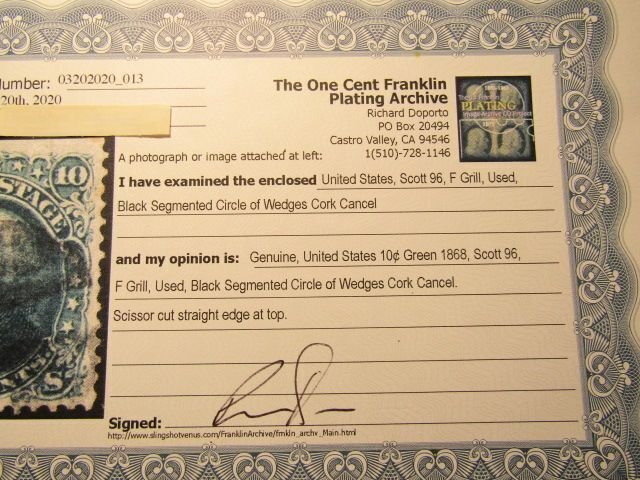 Number: 03202020_013
20th, 2020
The One Cent Franklin
Plating Archive
Richard Doporto
PO Box 20494
Castro Valley, CA 94546
1(510)-728-1146
PLATING
A photograph or image attached at left:
10
POSTAGE
I have examined the enclosed United States, Scott 96, F Grill, Used,
Black Segmented Circle of Wedges Cork Cancel
and my opinion is: Genuine, United States 10¢ Green 1868, Scott 96,
F Grill, Used, Black Segmented Circle of Wedges Cork Cancel.
Scissor cut straight edge at top.
Signed:
http://www.slingshotvenus.com/FranklinArchive/frnkln_archv_Main.html